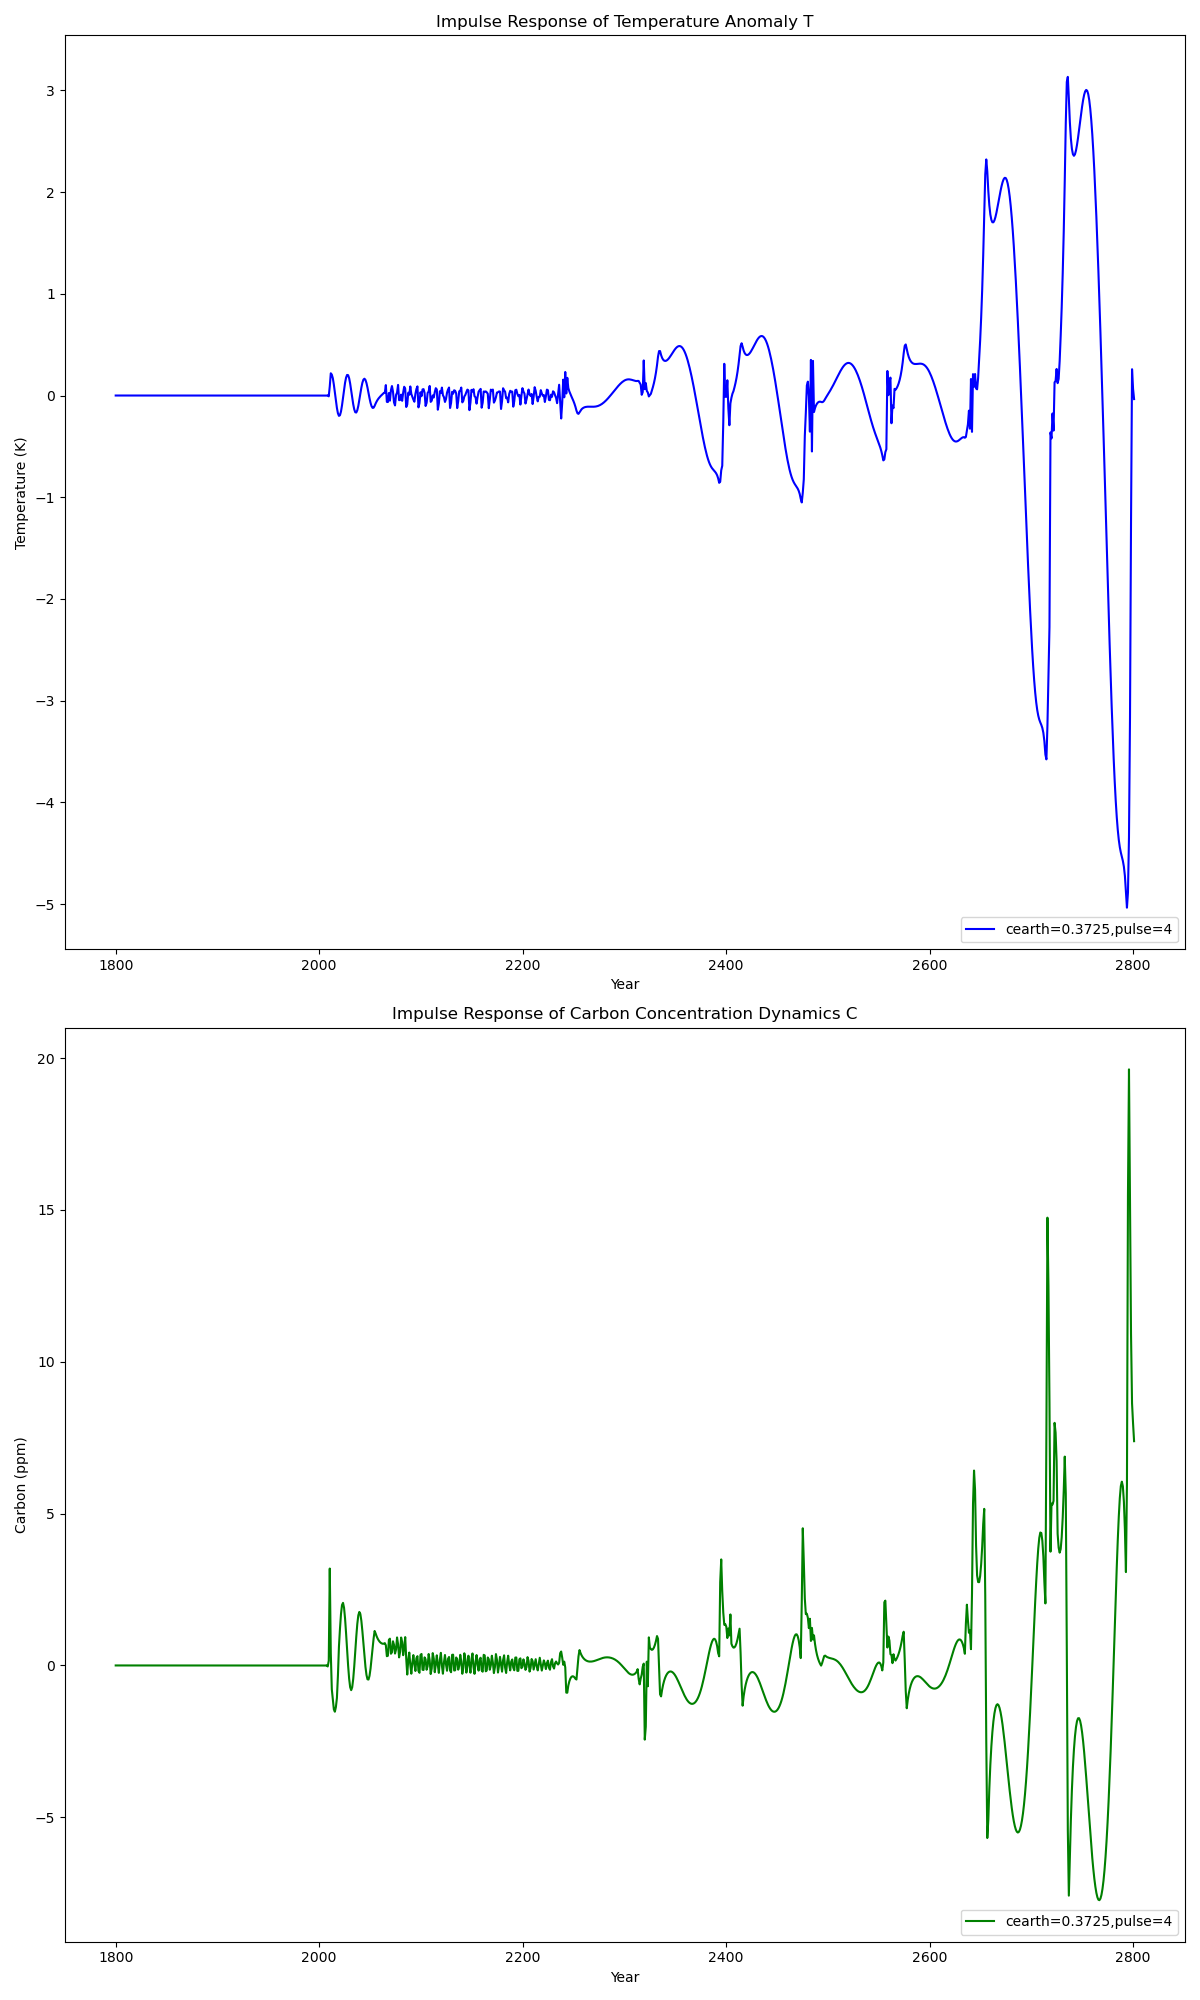 Impulse Response of Temperature Anomaly T
Temperature (K)
3
2
1
0
−1
−2
−3
−4
−5
cearth=0.3725,pulse=4
1800 2000 2200 2400 2600 2800
Year
Impulse Response of Carbon Concentration Dynamics C
Carbon (ppm)
20
15
10
5
0
−5
cearth=0.3725,pulse=4
1800 2000 2200 2400 2600 2800
Year